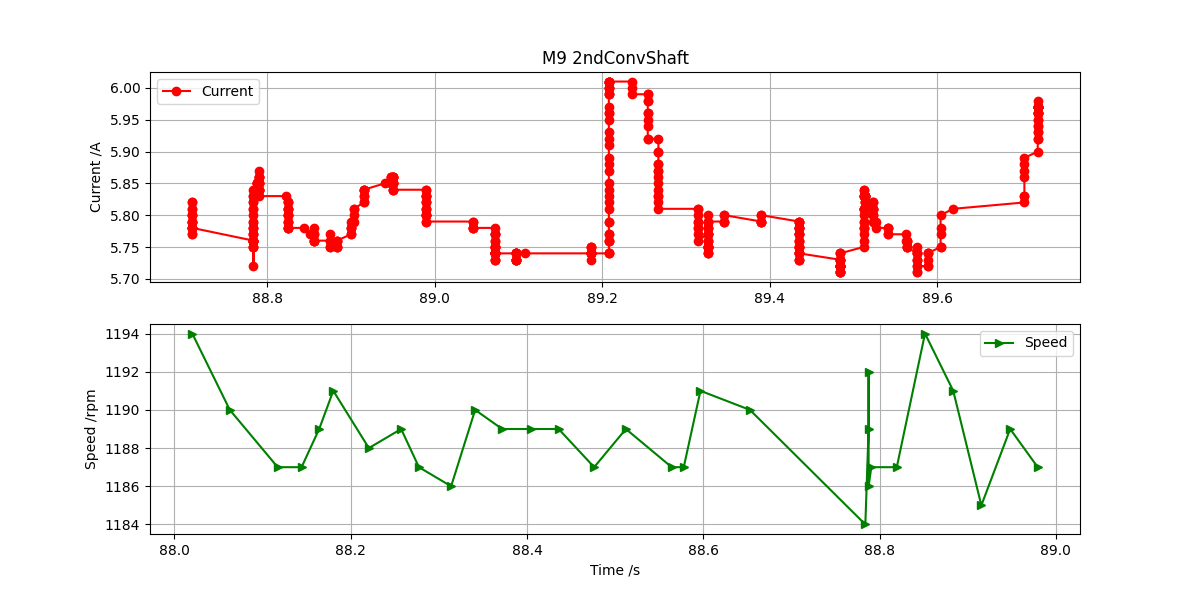 M9 2ndConvShaft
Current /A
6.00
5.95
5.90
5.85
5.80
5.75
5.70
Current
88.8 89.0 89.2 89.4 89.6
Speed /rpm
1194
1192
1190
1188
1186
1184
Speed
88.0 88.2 88.4 88.6 88.8 89.0
Time /s